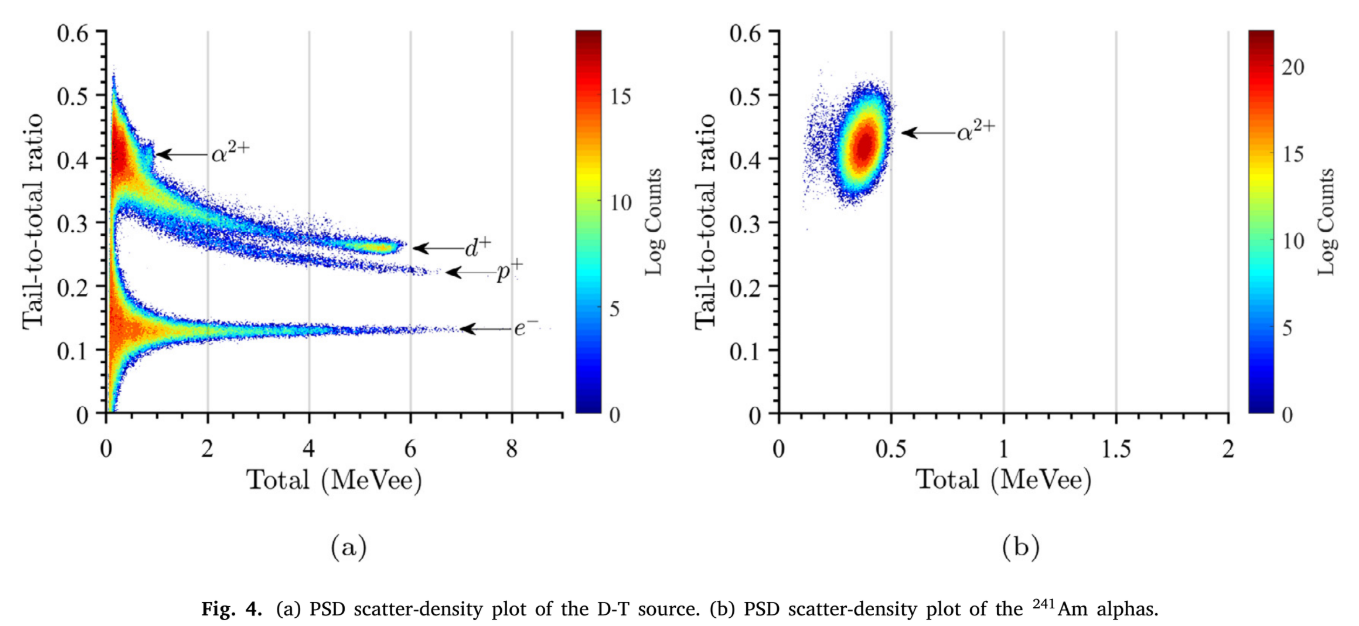 0.6
0.5
0.4
0.3
0.2
0.1
0
Tail-to-total ratio
α²⁺
d⁺
p⁺
e⁻
0 2 4 6 8
Total (MeVee)
15
10
5
0
Log Counts
(a)
0.6
0.5
0.4
0.3
0.2
0.1
0
Tail-to-total ratio
α²⁺
0 0.5 1 1.5 2
Total (MeVee)
20
15
10
5
0
Log Counts
(b)
Fig. 4. (a) PSD scatter-density plot of the D-T source. (b) PSD scatter-density plot of the ²⁴¹Am alphas.